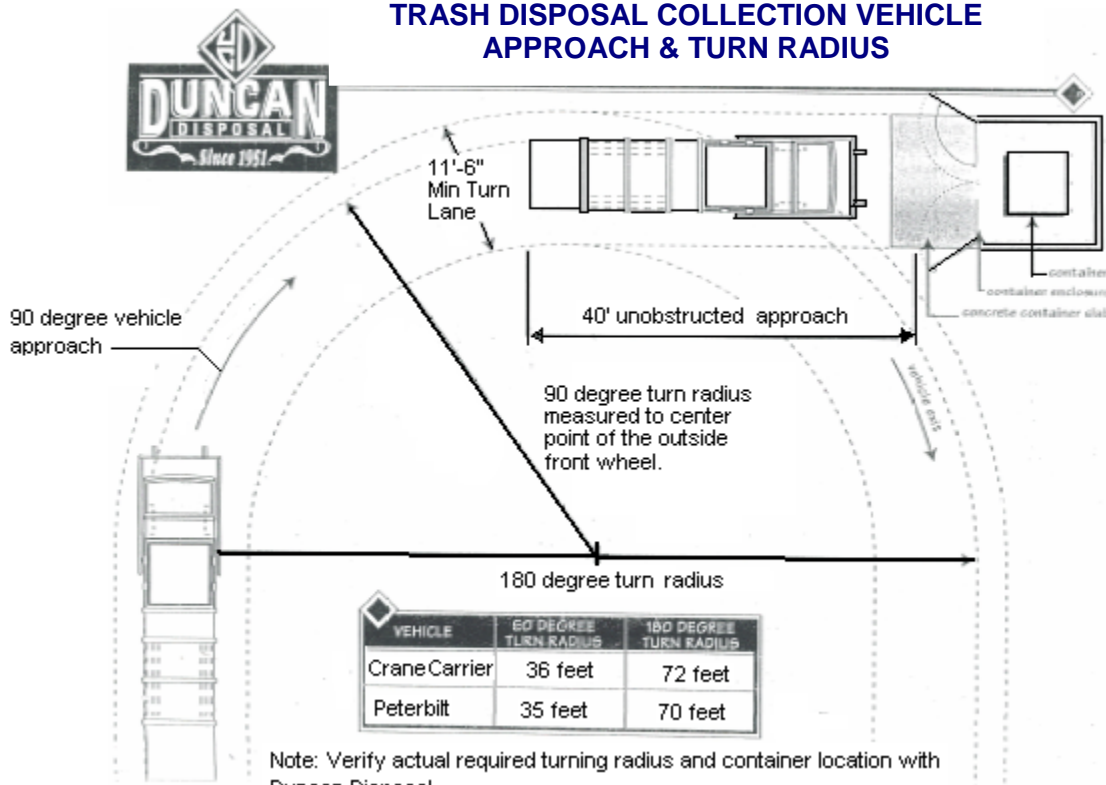 TRASH DISPOSAL COLLECTION VEHICLE
APPROACH & TURN RADIUS
DUNCAN
DISPOSAL
Since 1951
11'-6"
Min Turn
Lane
container
container enclosure
concrete container slab
90 degree vehicle
approach
40' unobstructed approach
vehicle exit
90 degree turn radius
measured to center
point of the outside
front wheel.
180 degree turn radius
VEHICLE
60 DEGREE
TURN RADIUS
180 DEGREE
TURN RADIUS
Crane Carrier 36 feet 72 feet
Peterbilt 35 feet 70 feet
Note: Verify actual required turning radius and container location with
Duncan Disposal